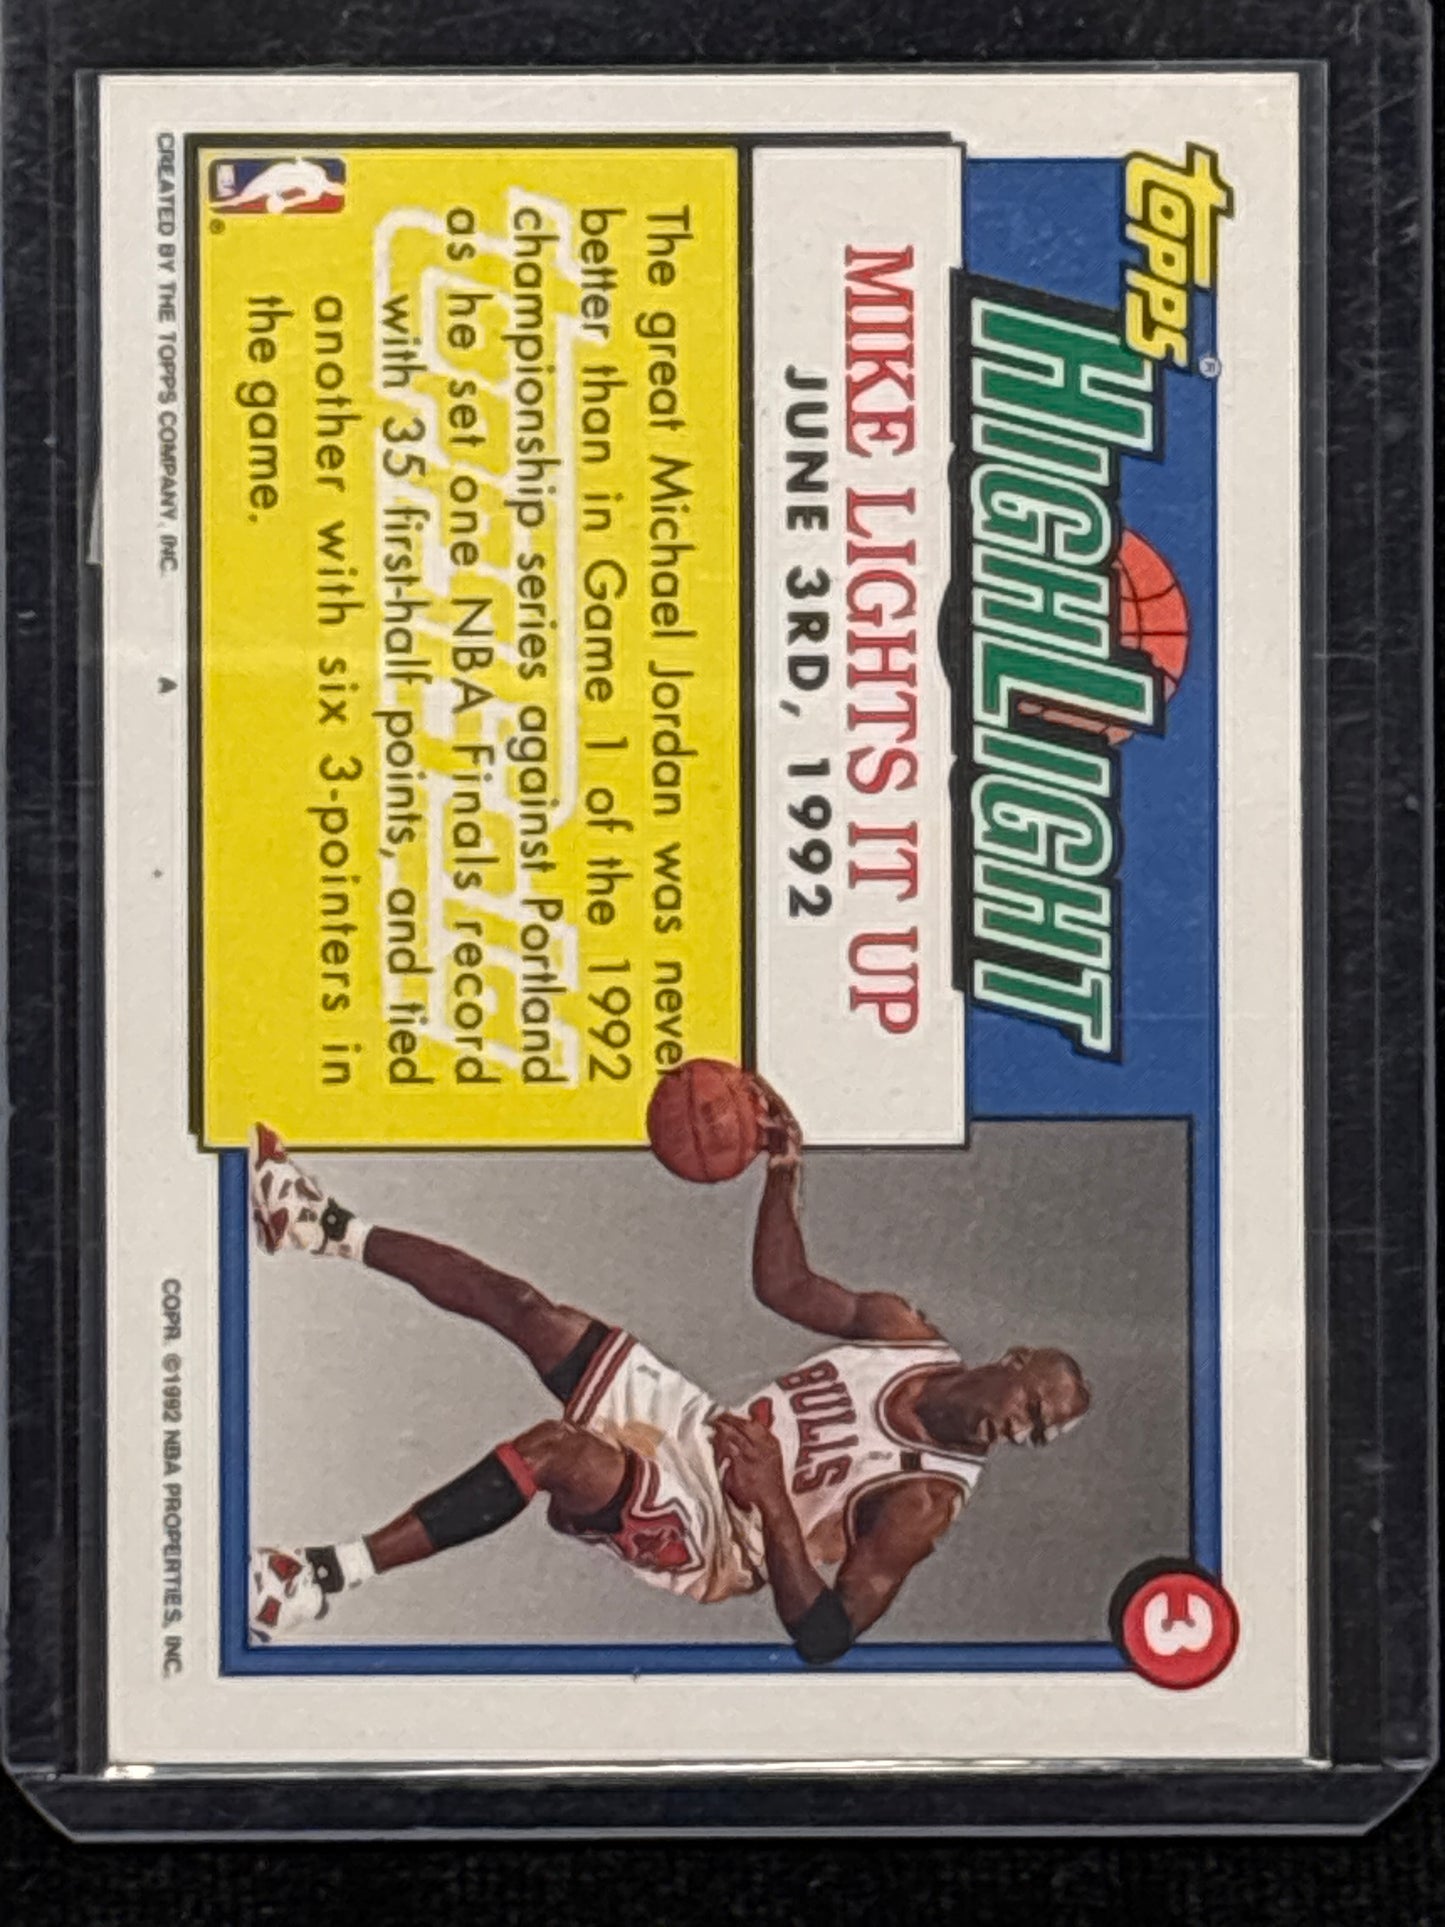 Topps®
HIGHLIGHT
3
MIKE LIGHTS IT UP
JUNE 3RD, 1992
The great Michael Jordan was never
better than in Game 1 of the 1992
championship series against Portland
as he set one NBA Finals record
with 35 first-half points, and tied
another with six 3-pointers in
the game.
BULLS
NBA
®
CREATED BY THE TOPPS COMPANY, INC. A COPR. ©1992 NBA PROPERTIES, INC.